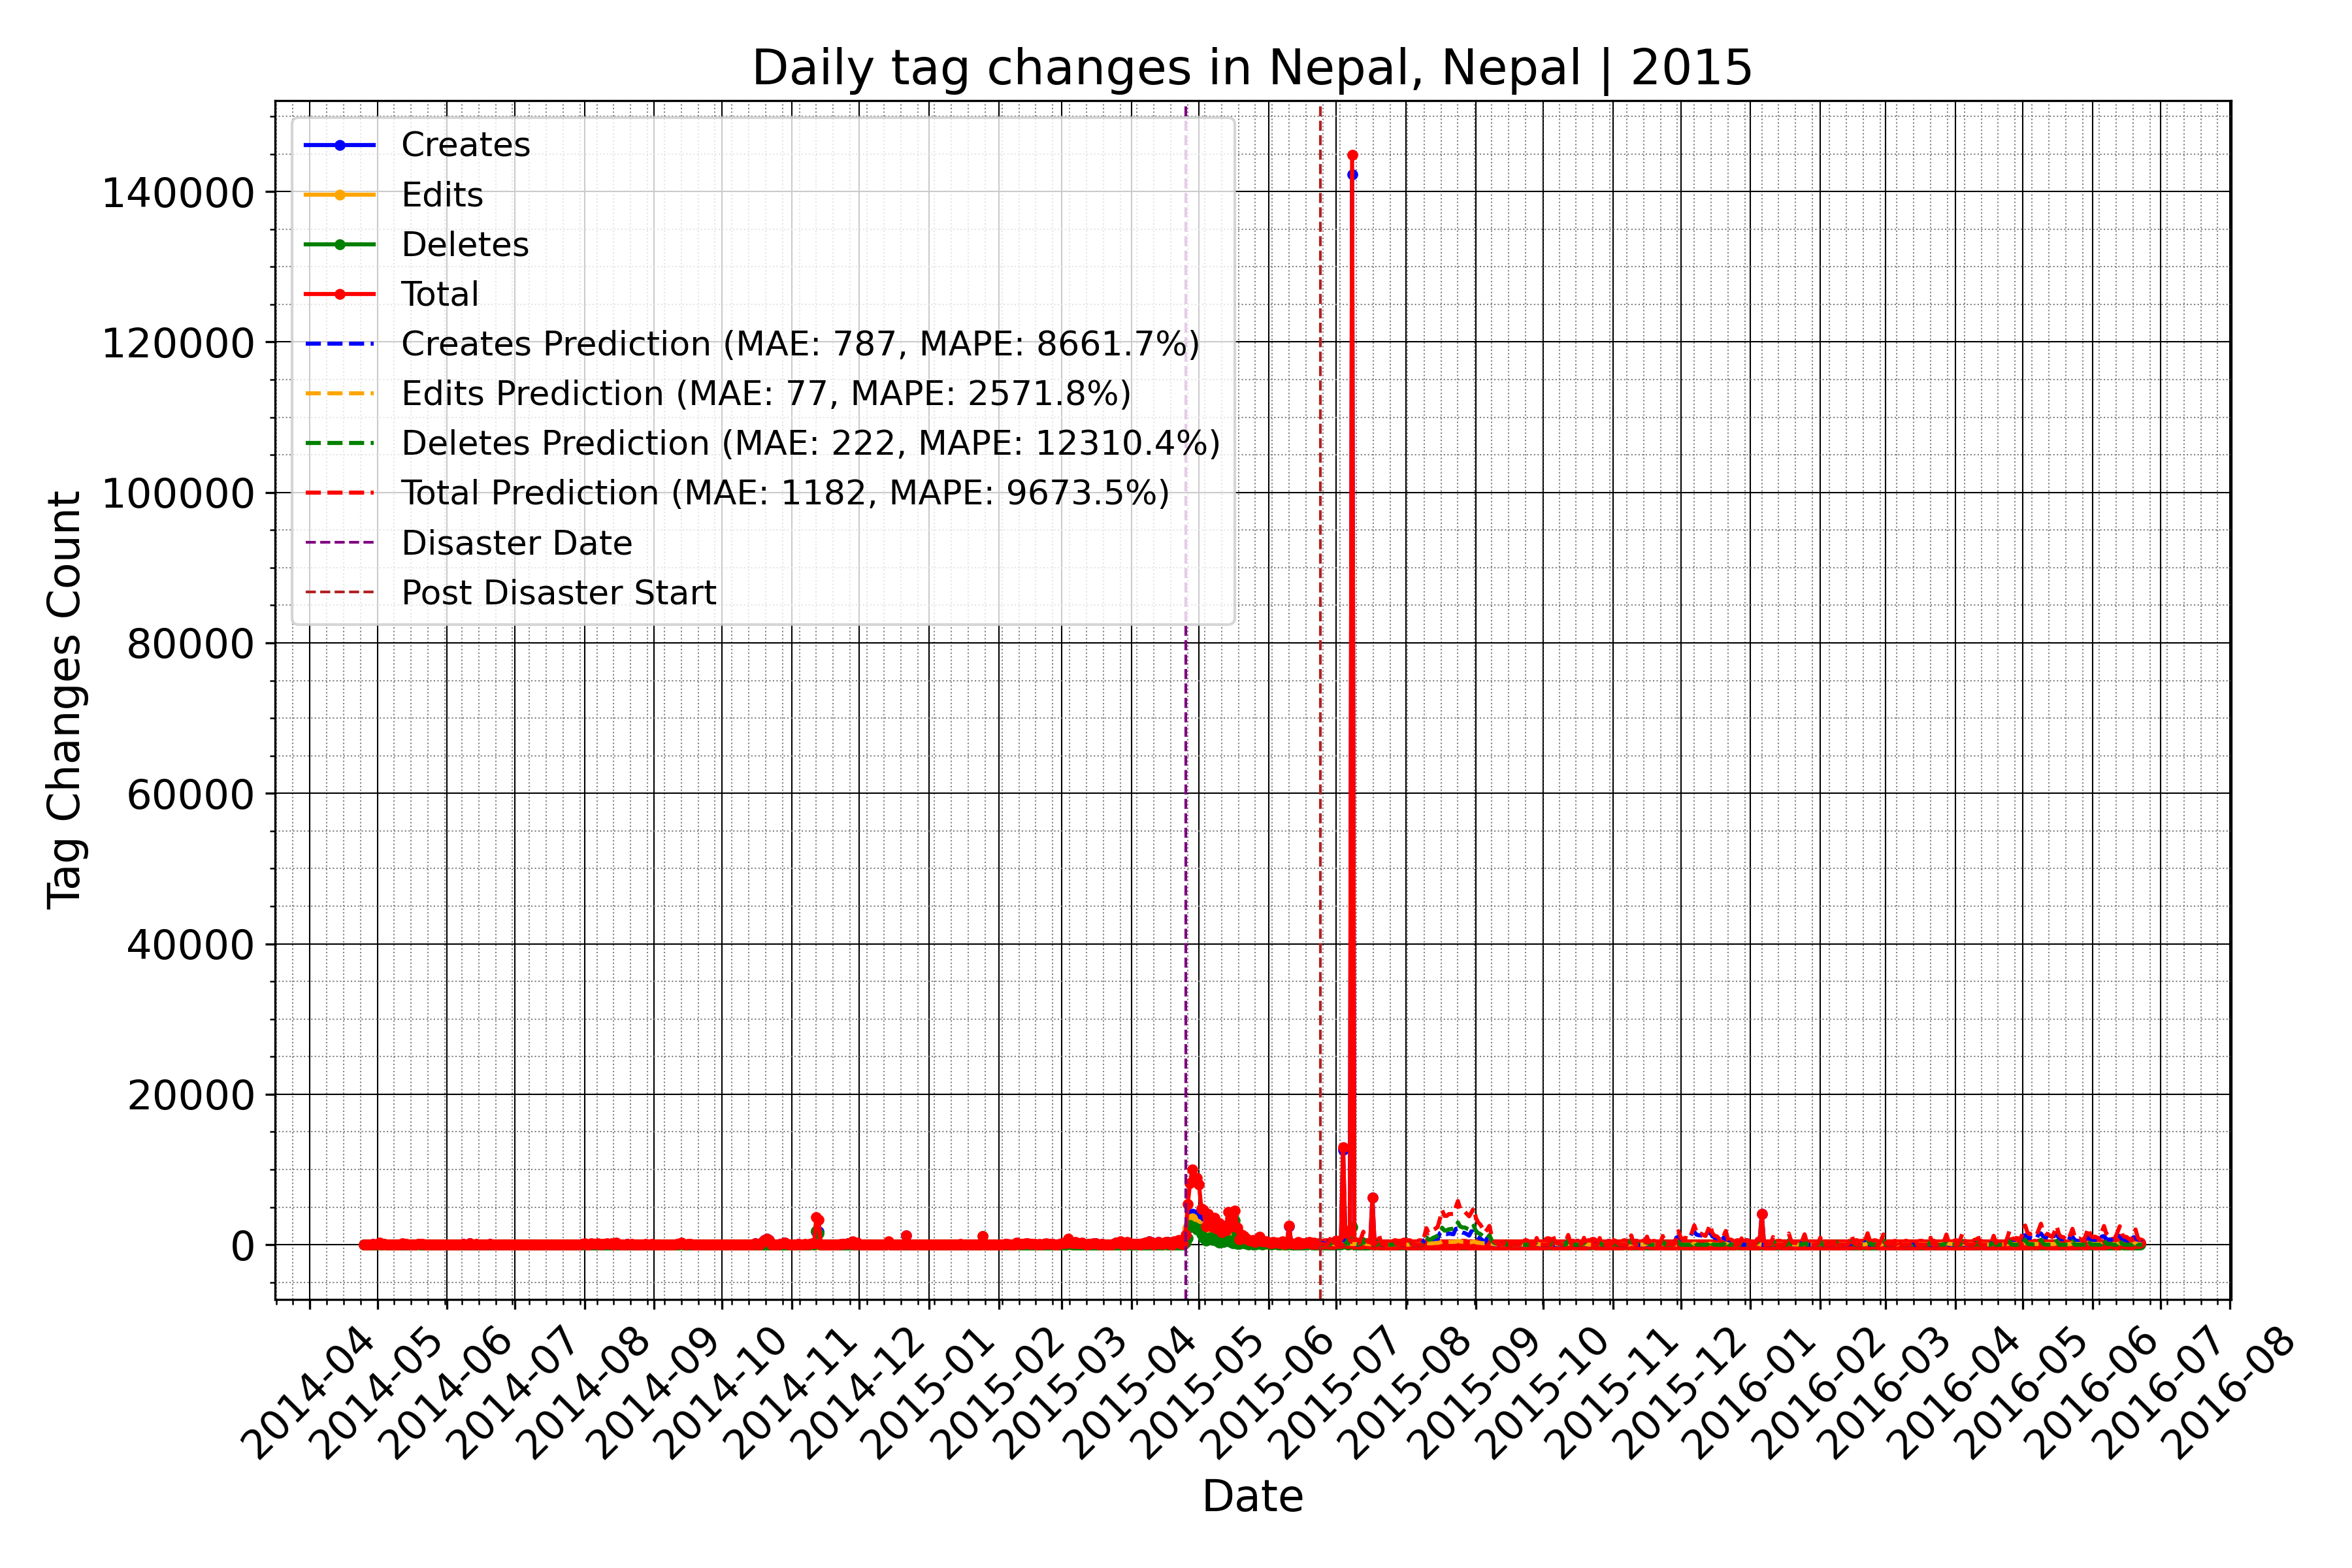 Daily tag changes in Nepal, Nepal | 2015
Creates
Edits
Deletes
Total
Creates Prediction (MAE: 787, MAPE: 8661.7%)
Edits Prediction (MAE: 77, MAPE: 2571.8%)
Deletes Prediction (MAE: 222, MAPE: 12310.4%)
Total Prediction (MAE: 1182, MAPE: 9673.5%)
Disaster Date
Post Disaster Start
Tag Changes Count
140000
120000
100000
80000
60000
40000
20000
0
2014-04
2014-05
2014-06
2014-07
2014-08
2014-09
2014-10
2014-11
2014-12
2015-01
2015-02
2015-03
2015-04
2015-05
2015-06
2015-07
2015-08
2015-09
2015-10
2015-11
2015-12
2016-01
2016-02
2016-03
2016-04
2016-05
2016-06
2016-07
2016-08
Date